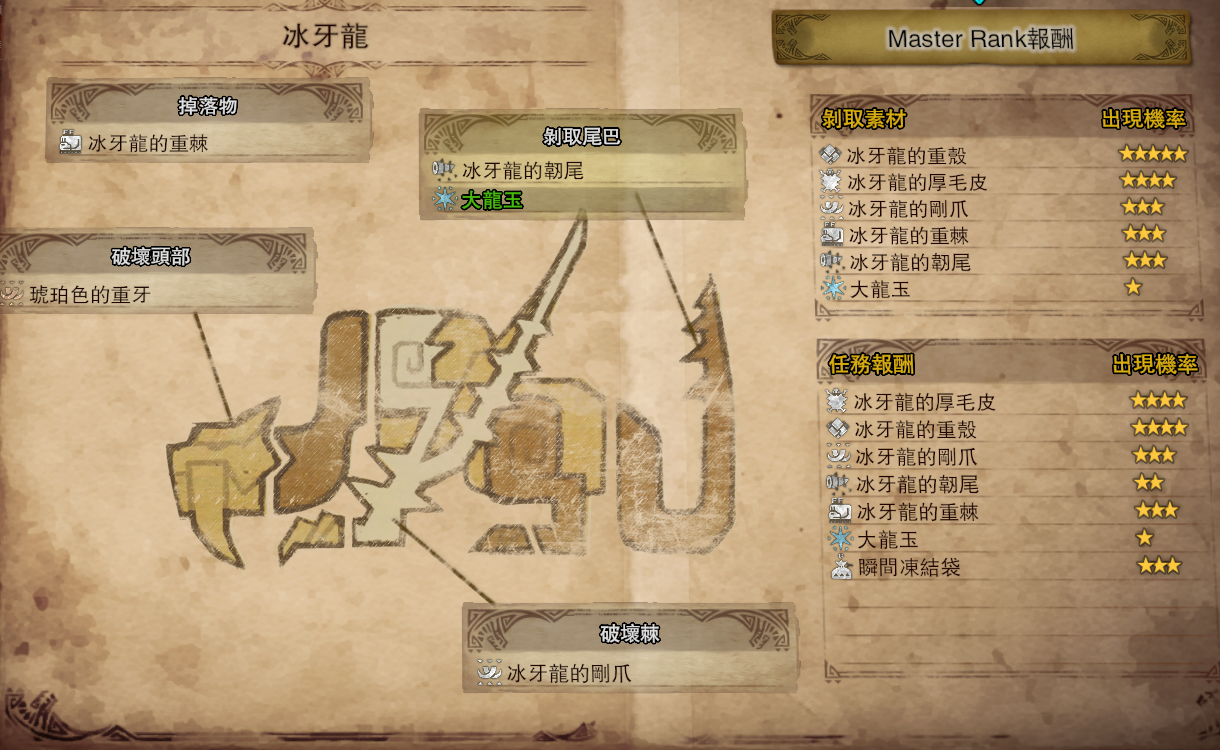 冰牙龍
Master Rank報酬
掉落物
冰牙龍的重棘
剝取尾巴
冰牙龍的韌尾
大龍玉
破壞頭部
琥珀色的重牙
破壞棘
冰牙龍的剛爪
剝取素材 出現機率
冰牙龍的重殼 ★★★★★
冰牙龍的厚毛皮 ★★★★
冰牙龍的剛爪 ★★★
冰牙龍的重棘 ★★★
冰牙龍的韌尾 ★★★
大龍玉 ★
任務報酬 出現機率
冰牙龍的厚毛皮 ★★★★
冰牙龍的重殼 ★★★★
冰牙龍的剛爪 ★★★
冰牙龍的韌尾 ★★
冰牙龍的重棘 ★★★
大龍玉 ★
瞬間凍結袋 ★★★